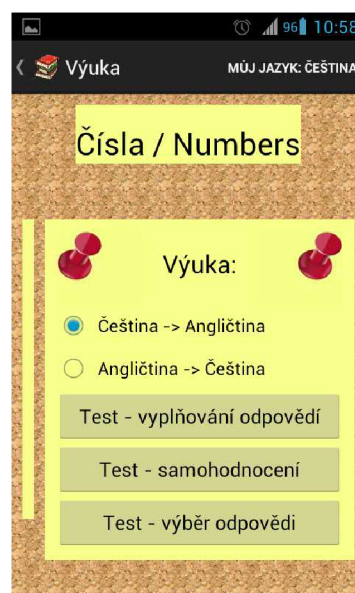 96 10:58
Výuka MŮJ JAZYK: ČEŠTINA
Čísla / Numbers
Výuka:
Čeština -> Angličtina
Angličtina -> Čeština
Test - vyplňování odpovědí
Test - samohodnocení
Test - výběr odpovědi